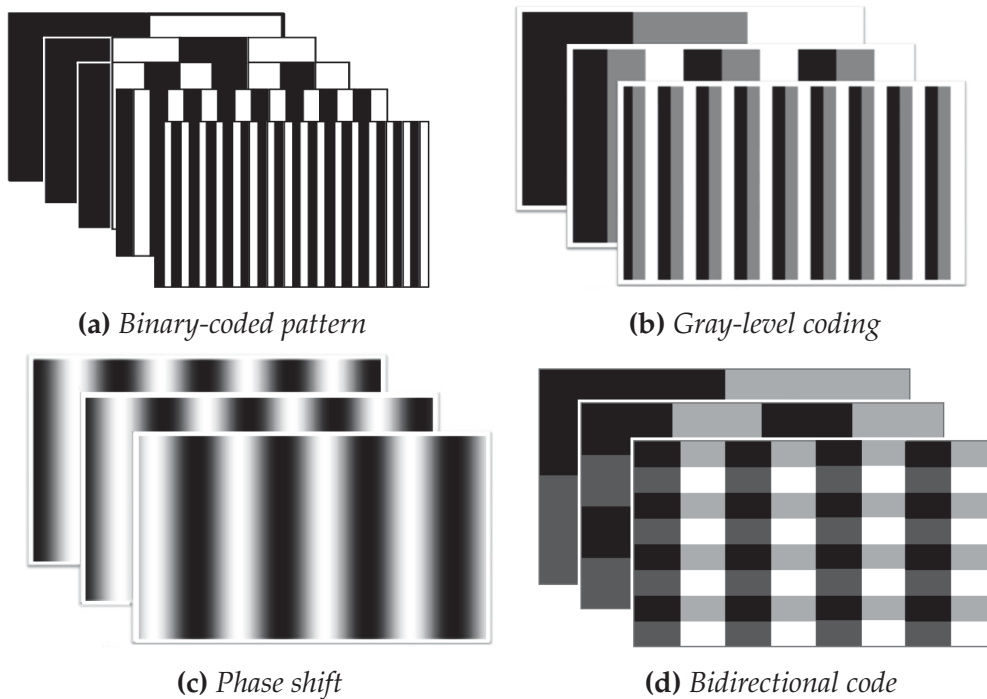 (a) Binary-coded pattern
(b) Gray-level coding
(c) Phase shift
(d) Bidirectional code